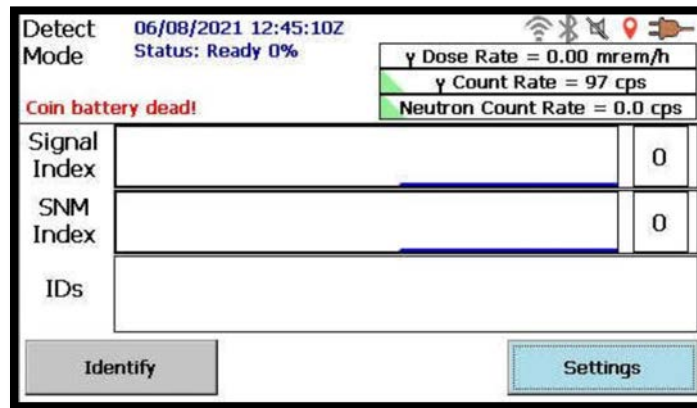 Detect Mode
06/08/2021 12:45:10Z
Status: Ready 0%
γ Dose Rate = 0.00 mrem/h
γ Count Rate = 97 cps
Coin battery dead!
Neutron Count Rate = 0.0 cps
Signal Index
0
SNM Index
0
IDs
Identify
Settings